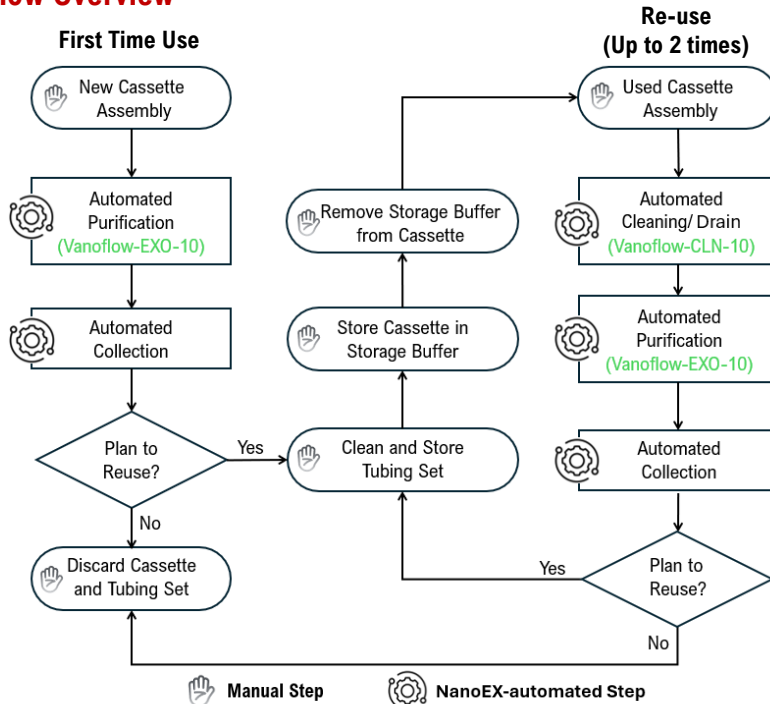 First Time Use
Re-use
(Up to 2 times)
New Cassette
Assembly
Automated
Purification
(Vanoflow-EXO-10)
Automated
Collection
Plan to
Reuse?
Yes
No
Discard Cassette
and Tubing Set
Remove Storage Buffer
from Cassette
Store Cassette in
Storage Buffer
Clean and Store
Tubing Set
Used Cassette
Assembly
Automated
Cleaning/ Drain
(Vanoflow-CLN-10)
Automated
Purification
(Vanoflow-EXO-10)
Automated
Collection
Plan to
Reuse?
Yes
No
Manual Step
NanoEX-automated Step